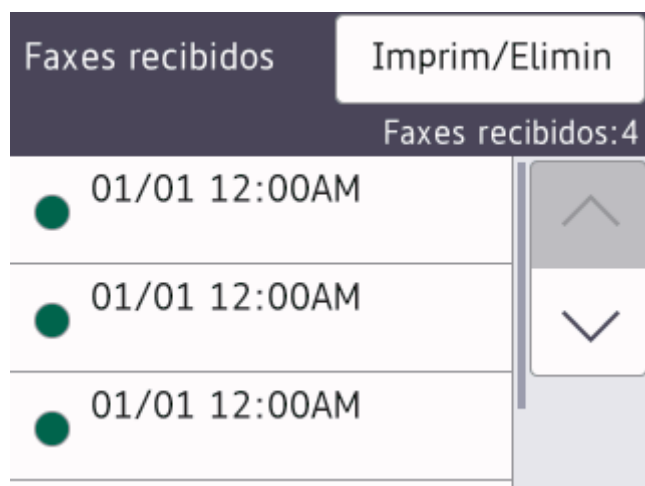 Faxes recibidos
Imprim/Elimin
Faxes recibidos:4
01/01 12:00AM
01/01 12:00AM
01/01 12:00AM